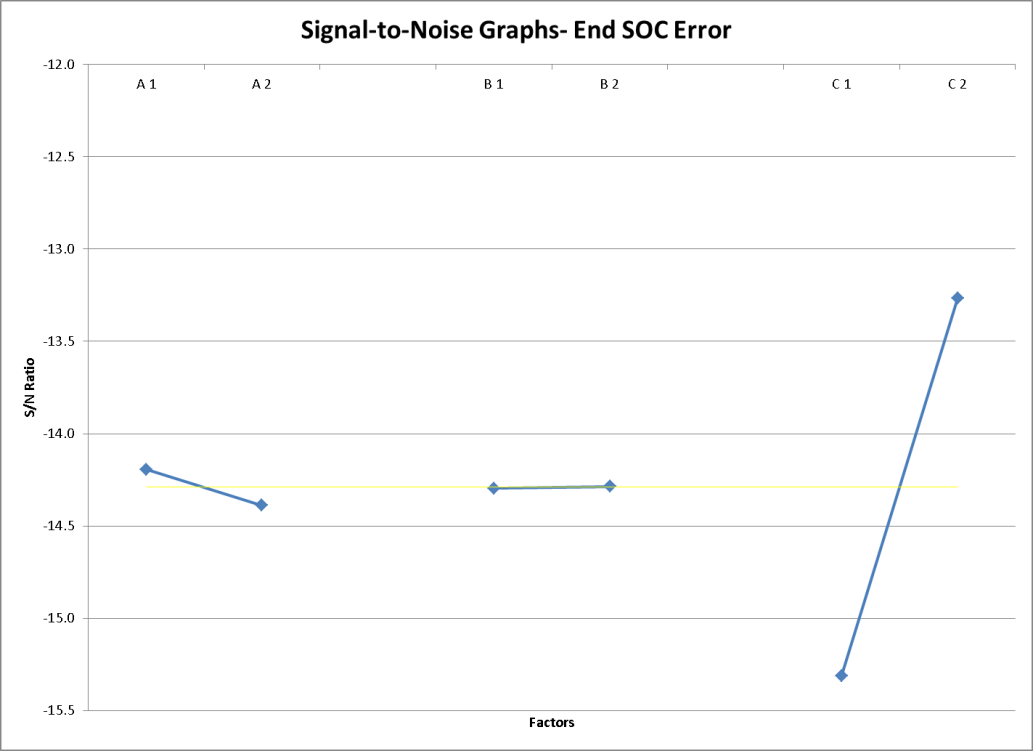 Signal-to-Noise Graphs- End SOC Error
-12.0
A 1 A 2 B 1 B 2 C 1 C 2
-12.5
-13.0
-13.5
S/N Ratio
-14.0
-14.5
-15.0
-15.5
Factors